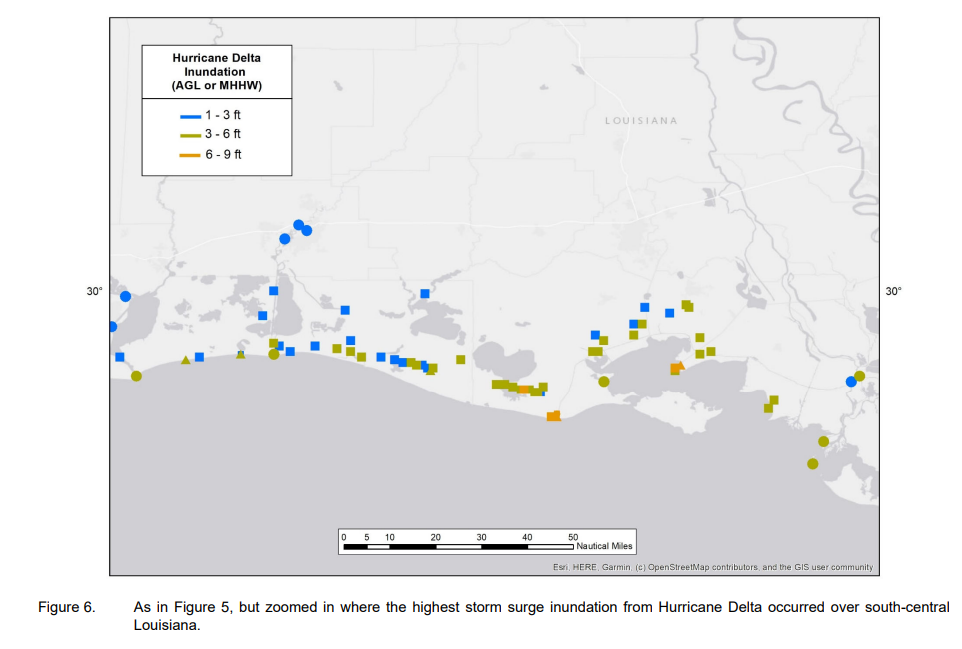 Hurricane Delta
Inundation
(AGL or MHHW)
1 - 3 ft
3 - 6 ft
6 - 9 ft
LOUISIANA
30°
30°
0 5 10 20 30 40 50
Nautical Miles
Esri, HERE, Garmin, (c) OpenStreetMap contributors, and the GIS user community
Figure 6. As in Figure 5, but zoomed in where the highest storm surge inundation from Hurricane Delta occurred over south-central
Louisiana.